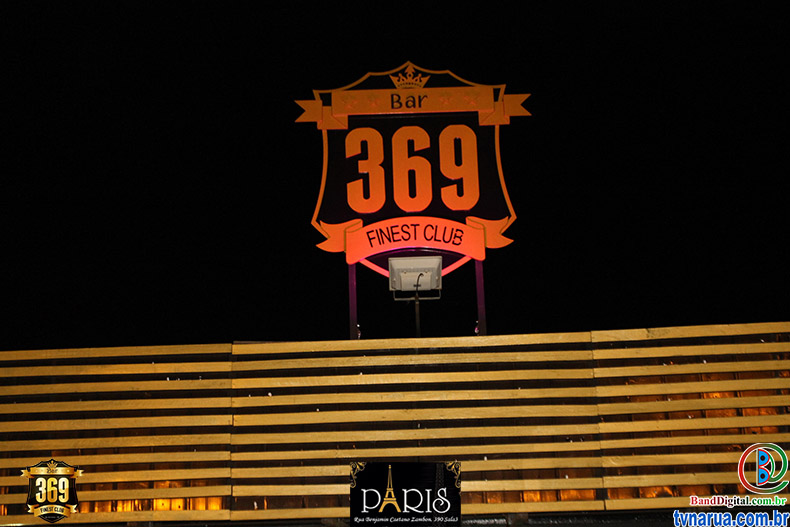 Bar
369
FINEST CLUB
369
FINEST CLUB
PARIS
Rua Benjamin Caetano Zambon, 390 Sala3
BandDigital.com.br
tvnarua.com.br